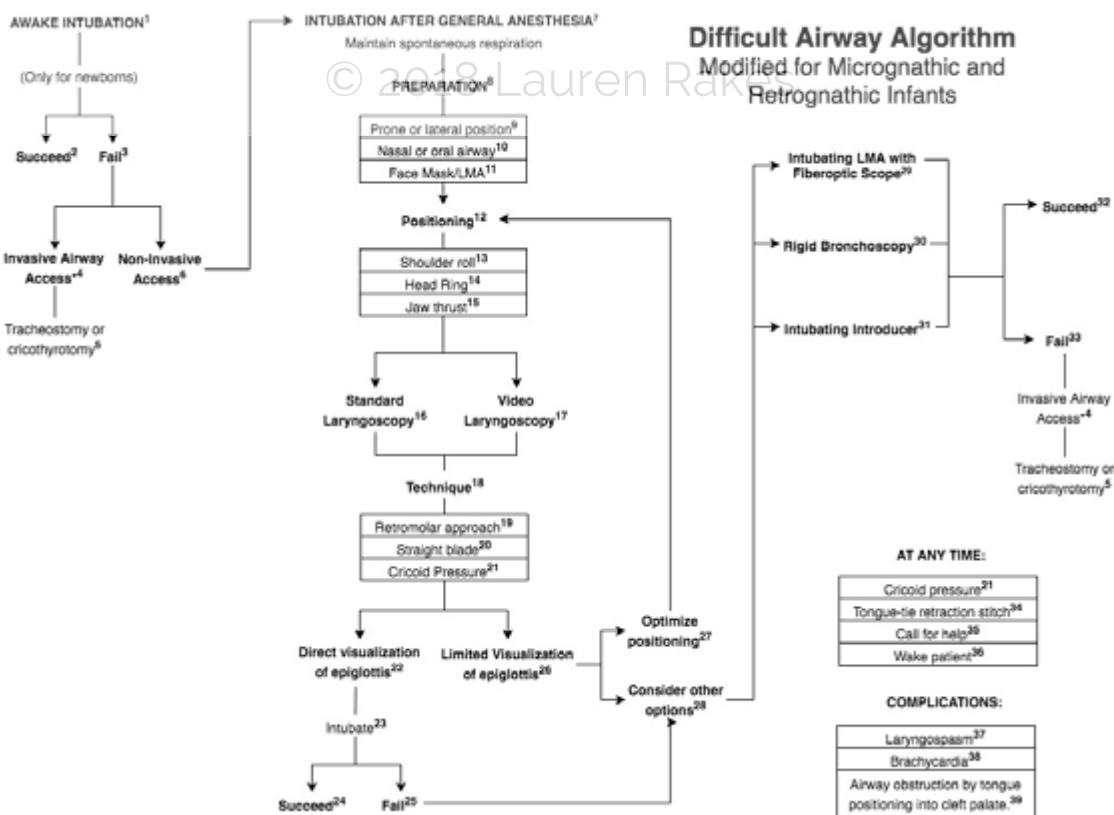 Difficult Airway Algorithm
Modified for Micrognathic and
Retrognathic Infants
© 2018 Lauren Rakes
AWAKE INTUBATION1
(Only for newborns)
Succeed2
Fail3
Invasive Airway
Access*4
Non-Invasive
Access6
Tracheostomy or
cricothyrotomy5
INTUBATION AFTER GENERAL ANESTHESIA7
Maintain spontaneous respiration
PREPARATION8
Prone or lateral position9
Nasal or oral airway10
Face Mask/LMA11
Positioning12
Shoulder roll13
Head Ring14
Jaw thrust15
Standard
Laryngoscopy16
Video
Laryngoscopy17
Technique18
Retromolar approach19
Straight blade20
Cricoid Pressure21
Direct visualization
of epiglottis22
Limited Visualization
of epiglottis26
Intubate23
Succeed24
Fail25
Optimize
positioning27
Consider other
options28
Intubating LMA with
Fiberoptic Scope29
Rigid Bronchoscopy30
Intubating Introducer31
Succeed32
Fail33
Invasive Airway
Access*4
Tracheostomy or
cricothyrotomy5
AT ANY TIME:
Cricoid pressure21
Tongue-tie retraction stitch34
Call for help35
Wake patient36
COMPLICATIONS:
Laryngospasm37
Brachycardia38
Airway obstruction by tongue
positioning into cleft palate.39